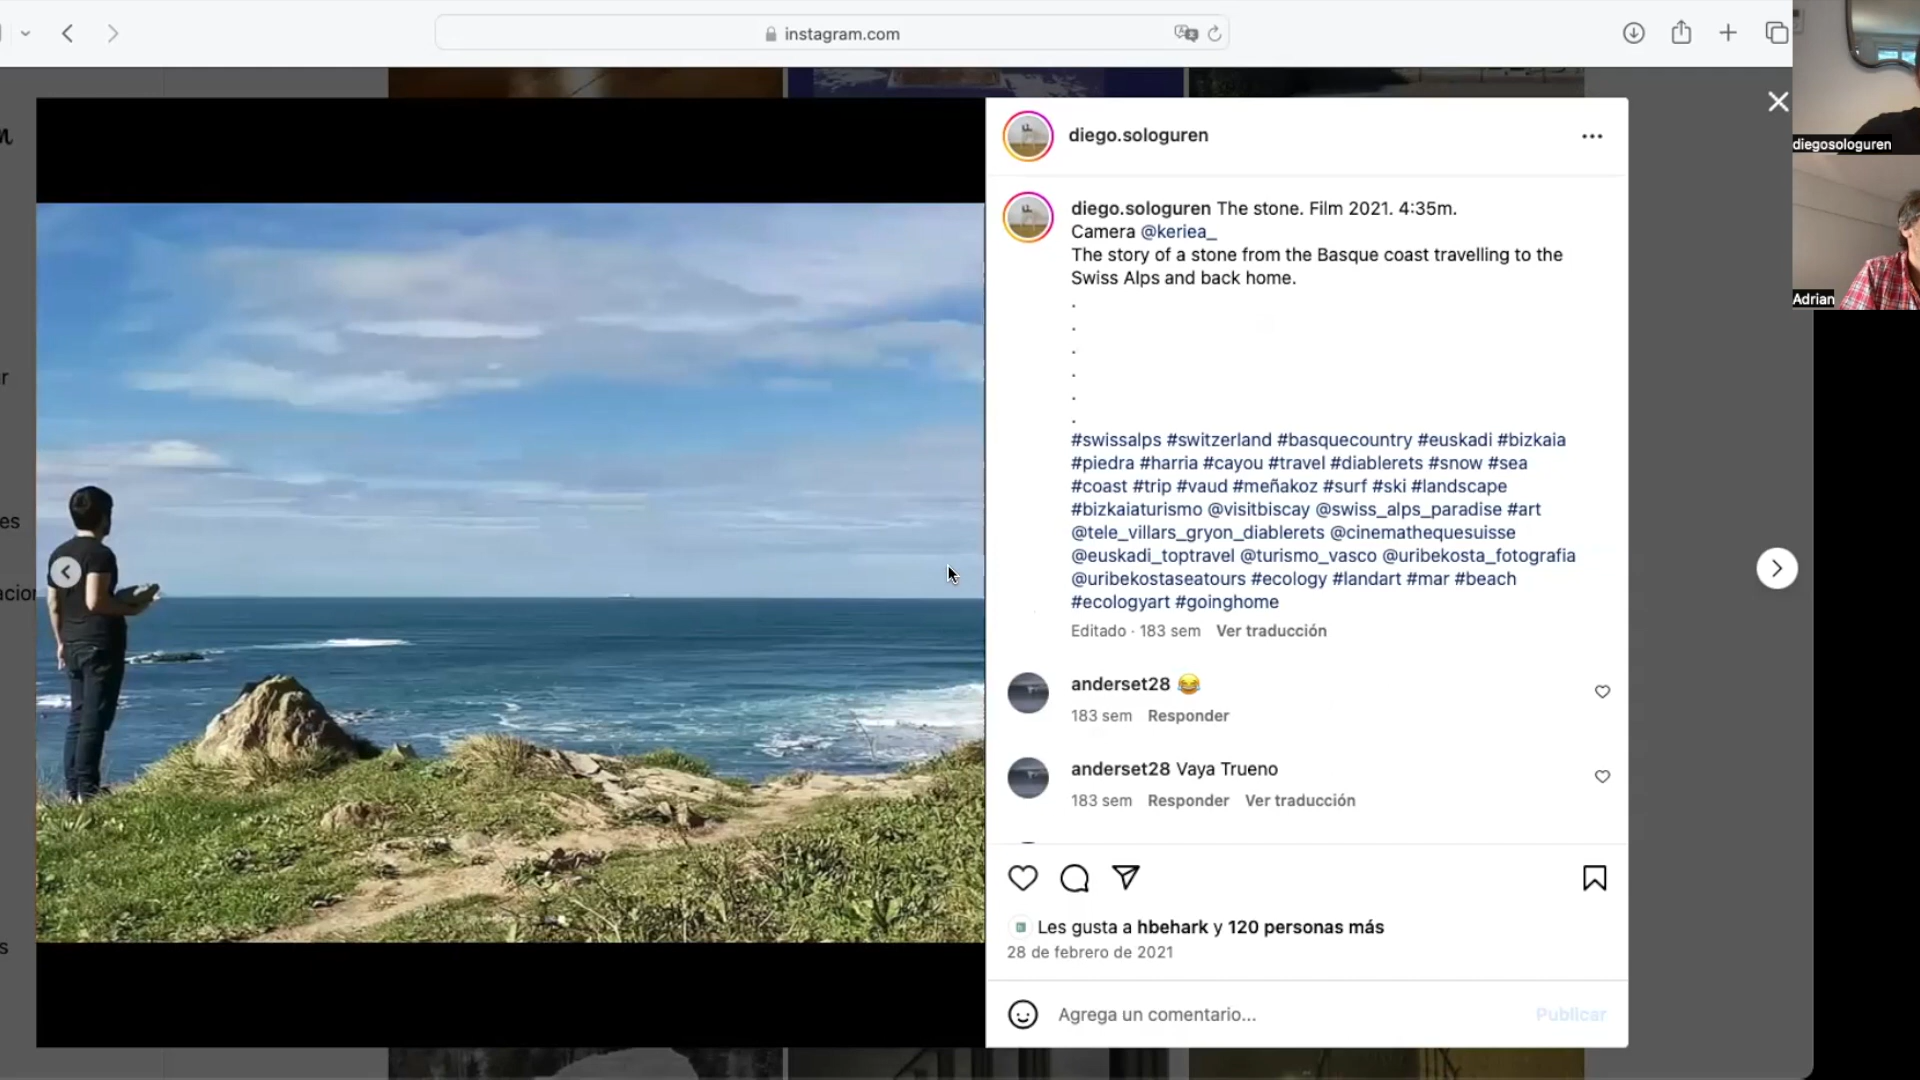 instagram.com
diego.sologuren
diegosologuren
Adrian
diego.sologuren The stone. Film 2021. 4:35m.
Camera @keriea_
The story of a stone from the Basque coast travelling to the
Swiss Alps and back home.
.
.
.
.
.
.
#swissalps #switzerland #basquecountry #euskadi #bizkaia
#piedra #harria #cayou #travel #diablerets #snow #sea
#coast #trip #vaud #meñakoz #surf #ski #landscape
#bizkaiaturismo @visitbiscay @swiss_alps_paradise #art
@tele_villars_gryon_diablerets @cinemathequesuisse
@euskadi_toptravel @turismo_vasco @uribekosta_fotografia
@uribekostaseatours #ecology #landart #mar #beach
#ecologyart #goinghome
Editado · 183 sem Ver traducción
anderset28 😂
183 sem Responder
anderset28 Vaya Trueno
183 sem Responder Ver traducción
Les gusta a hbehark y 120 personas más
28 de febrero de 2021
Agrega un comentario... Publicar